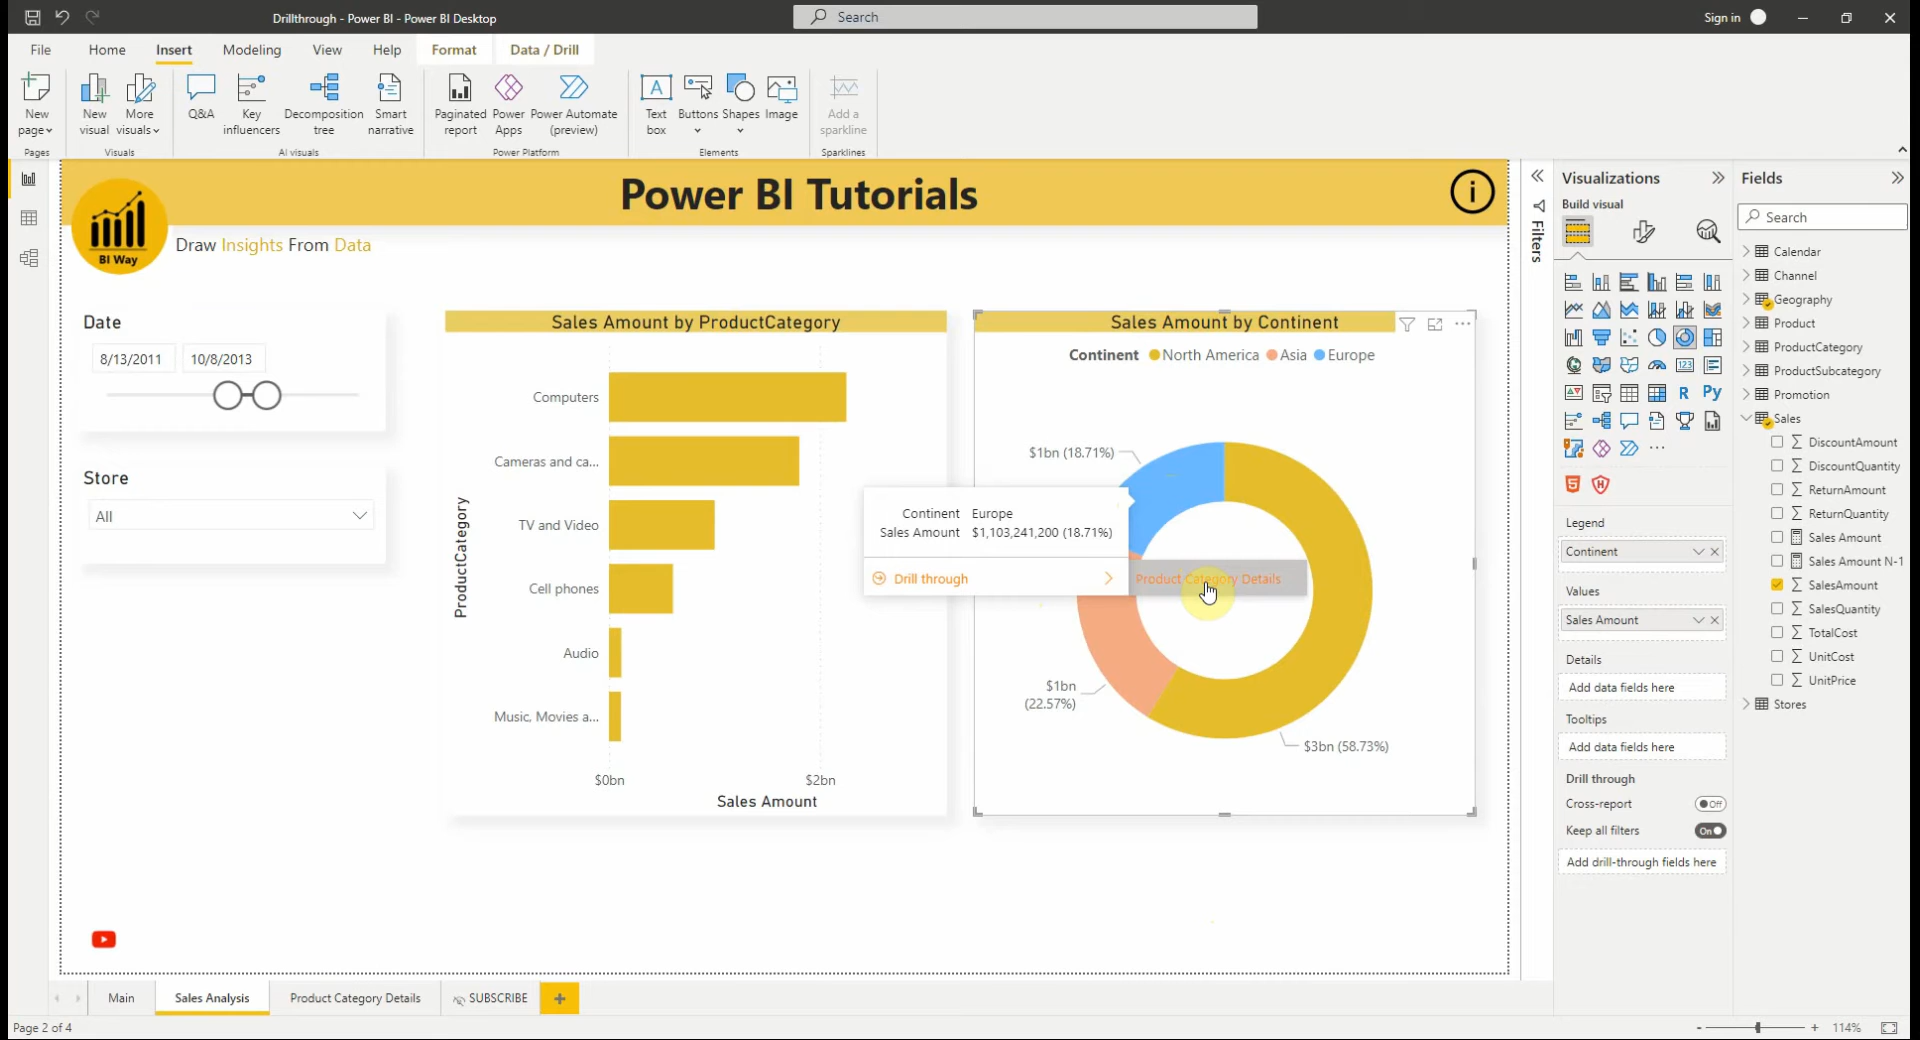 Drillthrough - Power BI - Power BI Desktop
Search
Sign in
File Home Insert Modeling View Help Format Data / Drill
New page
New visual
More visuals
Q&A
Key influencers
Decomposition tree
Smart narrative
Paginated report
Power Apps
Power Automate (preview)
Text box
Buttons
Shapes
Image
Add a sparkline
Pages
Visuals
AI visuals
Power Platform
Elements
Sparklines
Power BI Tutorials
i
BI Way
Draw Insights From Data
Date
8/13/2011 10/8/2013
Store
All
Sales Amount by ProductCategory
ProductCategory
Computers
Cameras and ca...
TV and Video
Cell phones
Audio
Music, Movies a...
$0bn $2bn
Sales Amount
Sales Amount by Continent
Continent North America Asia Europe
$1bn (18.71%)
$1bn
(22.57%)
$3bn (58.73%)
Continent Europe
Sales Amount $1,103,241,200 (18.71%)
Drill through
Product Category Details
Filters
Visualizations
Build visual
123
R
Py
5
H
Legend
Continent
Values
Sales Amount
Details
Add data fields here
Tooltips
Add data fields here
Drill through
Cross-report Off
Keep all filters On
Add drill-through fields here
Fields
Search
Calendar
Channel
Geography
Product
ProductCategory
ProductSubcategory
Promotion
Sales
DiscountAmount
DiscountQuantity
ReturnAmount
ReturnQuantity
Sales Amount
Sales Amount N-1
SalesAmount
SalesQuantity
TotalCost
UnitCost
UnitPrice
Stores
Main Sales Analysis Product Category Details SUBSCRIBE +
Page 2 of 4
- + 114%